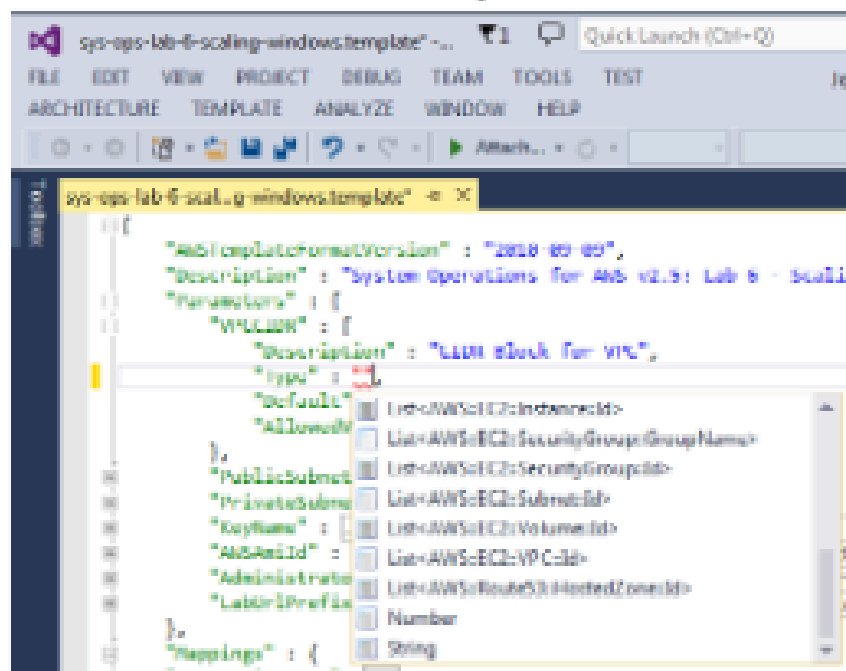 sys-ops-lab-6-scaling-windows.template* -... 1 Quick Launch (Ctrl+Q)
FILE EDIT VIEW PROJECT DEBUG TEAM TOOLS TEST
ARCHITECTURE TEMPLATE ANALYZE WINDOW HELP
Attach...
Toolbox
sys-ops-lab-6-scal...g-windows.template*
{
"AWSTemplateFormatVersion" : "2010-09-09",
"Description" : "System Operations for AWS v2.5: Lab 6 - Scali
"Parameters" : {
"VPCCIDR" : {
"Description" : "CIDR Block for VPC",
"Type" : "",
"Default"
List<AWS::EC2::Instance::Id>
List<AWS::EC2::SecurityGroup::GroupName>
},
"PublicSubnet
List<AWS::EC2::SecurityGroup::Id>
"PrivateSubne
List<AWS::EC2::Subnet::Id>
"KeyName" :
List<AWS::EC2::Volume::Id>
"AWSAmiId" :
List<AWS::EC2::VPC::Id>
"Administrato
List<AWS::Route53::HostedZone::Id>
"LabUrlPrefix
Number
},
String
"Mappings" : {